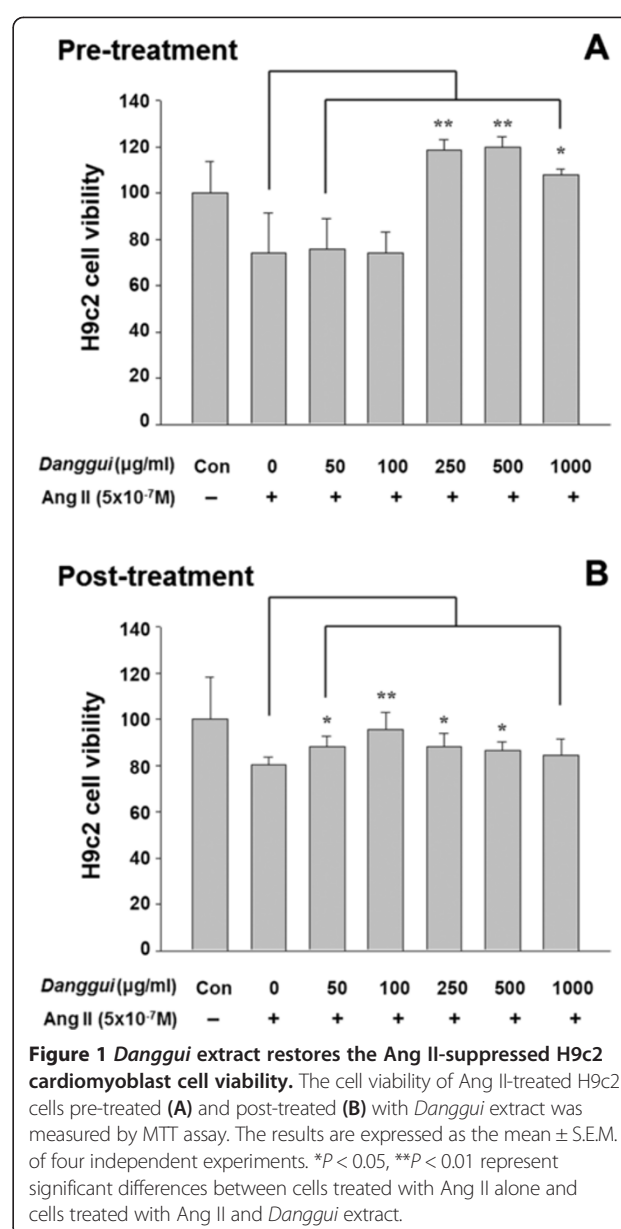 Pre-treatment
A
140
120
100
80
60
40
20
0
H9c2 cell vibility
** ** *
Danggui (µg/ml) Con 0 50 100 250 500 1000
Ang II (5x10⁻⁷M) – + + + + + +
Post-treatment
B
140
120
100
80
60
40
20
0
H9c2 cell vibility
* ** * *
Danggui (µg/ml) Con 0 50 100 250 500 1000
Ang II (5x10⁻⁷M) – + + + + + +
Figure 1 Danggui extract restores the Ang II-suppressed H9c2
cardiomyoblast cell viability. The cell viability of Ang II-treated H9c2
cells pre-treated (A) and post-treated (B) with Danggui extract was
measured by MTT assay. The results are expressed as the mean ± S.E.M.
of four independent experiments. *P < 0.05, **P < 0.01 represent
significant differences between cells treated with Ang II alone and
cells treated with Ang II and Danggui extract.